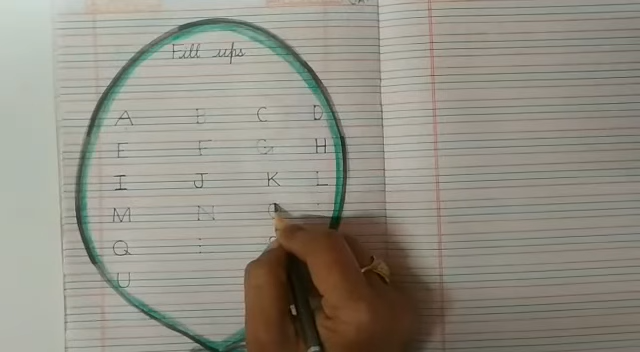 Fill ups
A B C D
E F G H
I J K L
M N O
Q
U